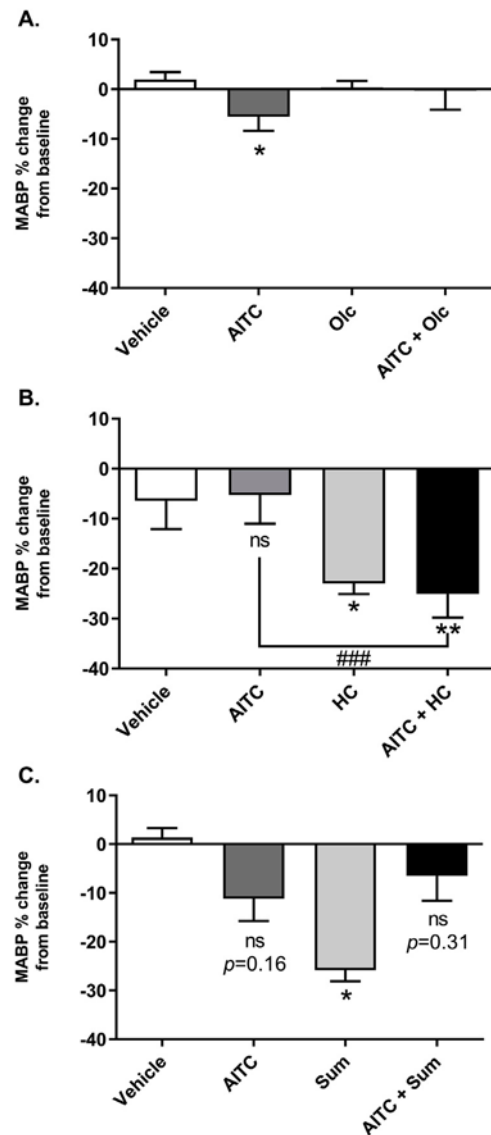 A.
10
0
-10
-20
-30
-40
MABP % change
from baseline
*
Vehicle
AITC
Olc
AITC + Olc
B.
10
0
-10
-20
-30
-40
MABP % change
from baseline
ns
*
**
###
Vehicle
AITC
HC
AITC + HC
C.
10
0
-10
-20
-30
-40
MABP % change
from baseline
ns
p=0.16
*
ns
p=0.31
Vehicle
AITC
Sum
AITC + Sum